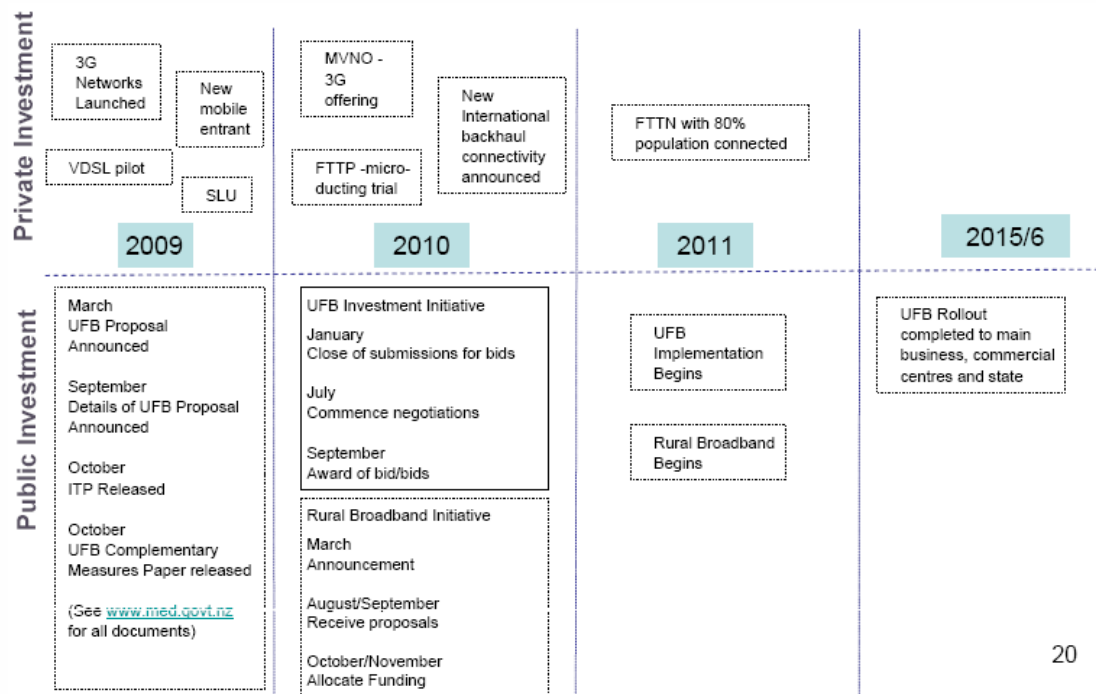 Private Investment
3G
Networks
Launched
New
mobile
entrant
VDSL pilot
SLU
MVNO -
3G
offering
New
International
backhaul
connectivity
announced
FTTP -micro-
ducting trial
FTTN with 80%
population connected
2009
2010
2011
2015/6
Public Investment
March
UFB Proposal
Announced
September
Details of UFB Proposal
Announced
October
ITP Released
October
UFB Complementary
Measures Paper released
(See www.med.govt.nz
for all documents)
UFB Investment Initiative
January
Close of submissions for bids
July
Commence negotiations
September
Award of bid/bids
Rural Broadband Initiative
March
Announcement
August/September
Receive proposals
October/November
Allocate Funding
UFB
Implementation
Begins
Rural Broadband
Begins
UFB Rollout
completed to main
business, commercial
centres and state
20